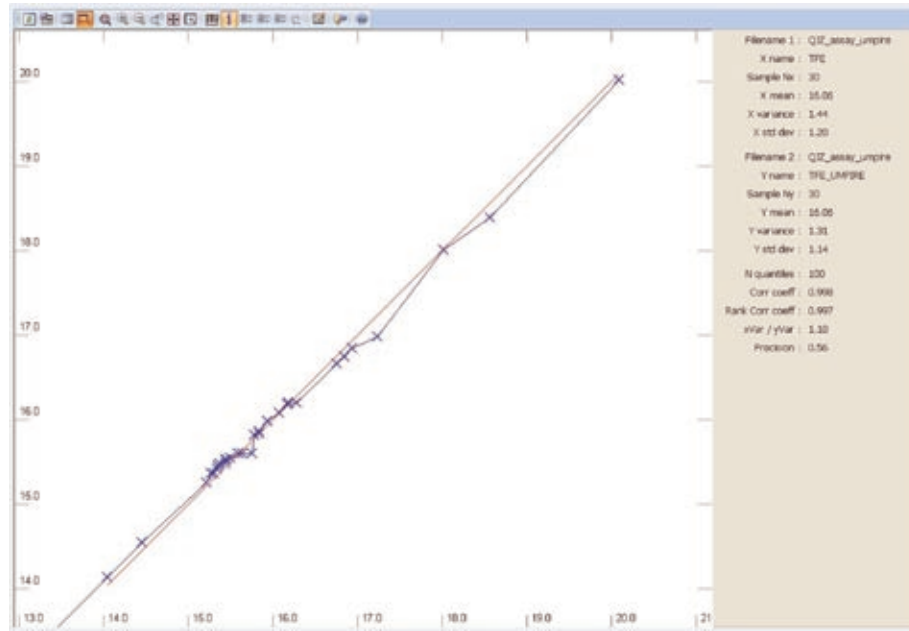 20.0
19.0
18.0
17.0
16.0
15.0
14.0
13.0 14.0 15.0 16.0 17.0 18.0 19.0 20.0 21
Filename 1 : QIZ_assay_umpire
X name : TFE
Sample Nx : 30
X mean : 16.06
X variance : 1.44
X std dev : 1.20
Filename 2 : QIZ_assay_umpire
Y name : TFE_UMPIRE
Sample Ny : 30
Y mean : 16.06
Y variance : 1.31
Y std dev : 1.14
N quantiles : 100
Corr coeff : 0.998
Rank Corr coeff : 0.997
xVar / yVar : 1.10
Precision : 0.56